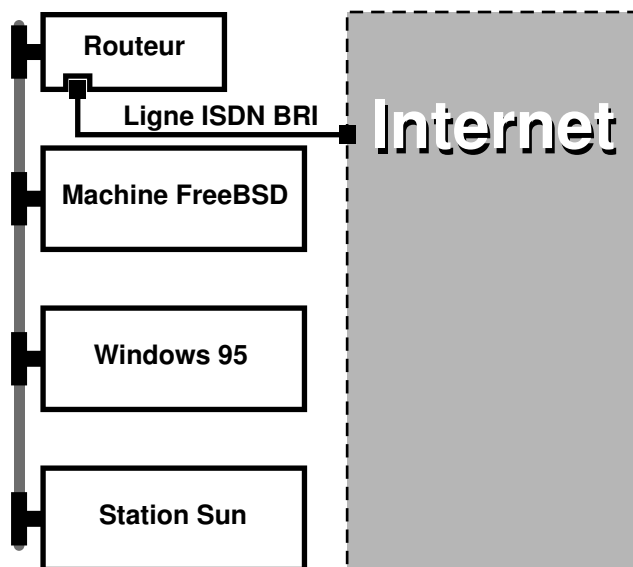 Routeur
Ligne ISDN BRI
Internet
Machine FreeBSD
Windows 95
Station Sun